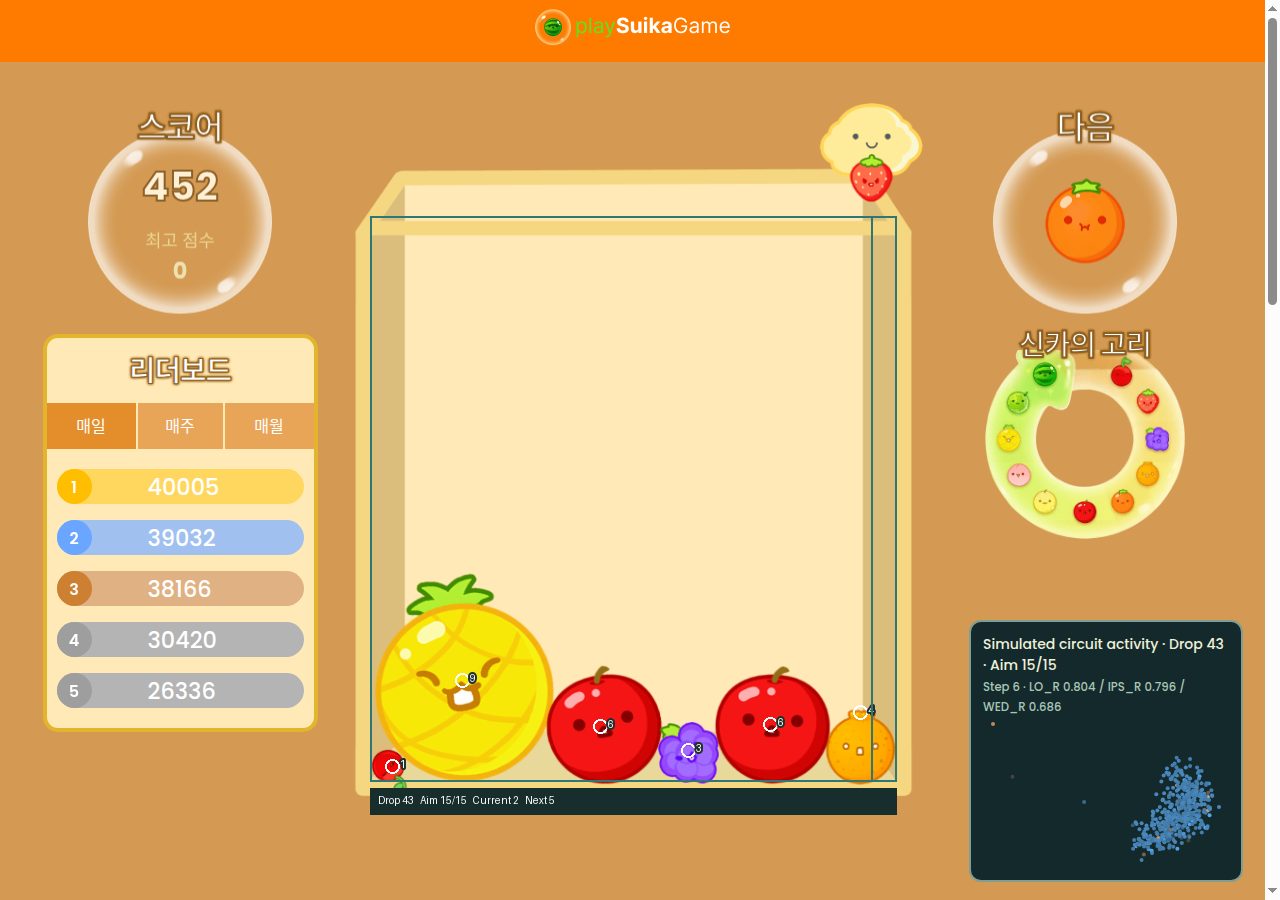 playSuikaGame
스코어
452
최고 점수
0
다음
신카의 고리
리더보드
매일 매주 매월
1 40005
2 39032
3 38166
4 30420
5 26336
9
6
3
6
4
1
Drop 43 Aim 15/15 Current 2 Next 5
Simulated circuit activity · Drop 43
· Aim 15/15
Step 6 · LO_R 0.804 / IPS_R 0.796 /
WED_R 0.686